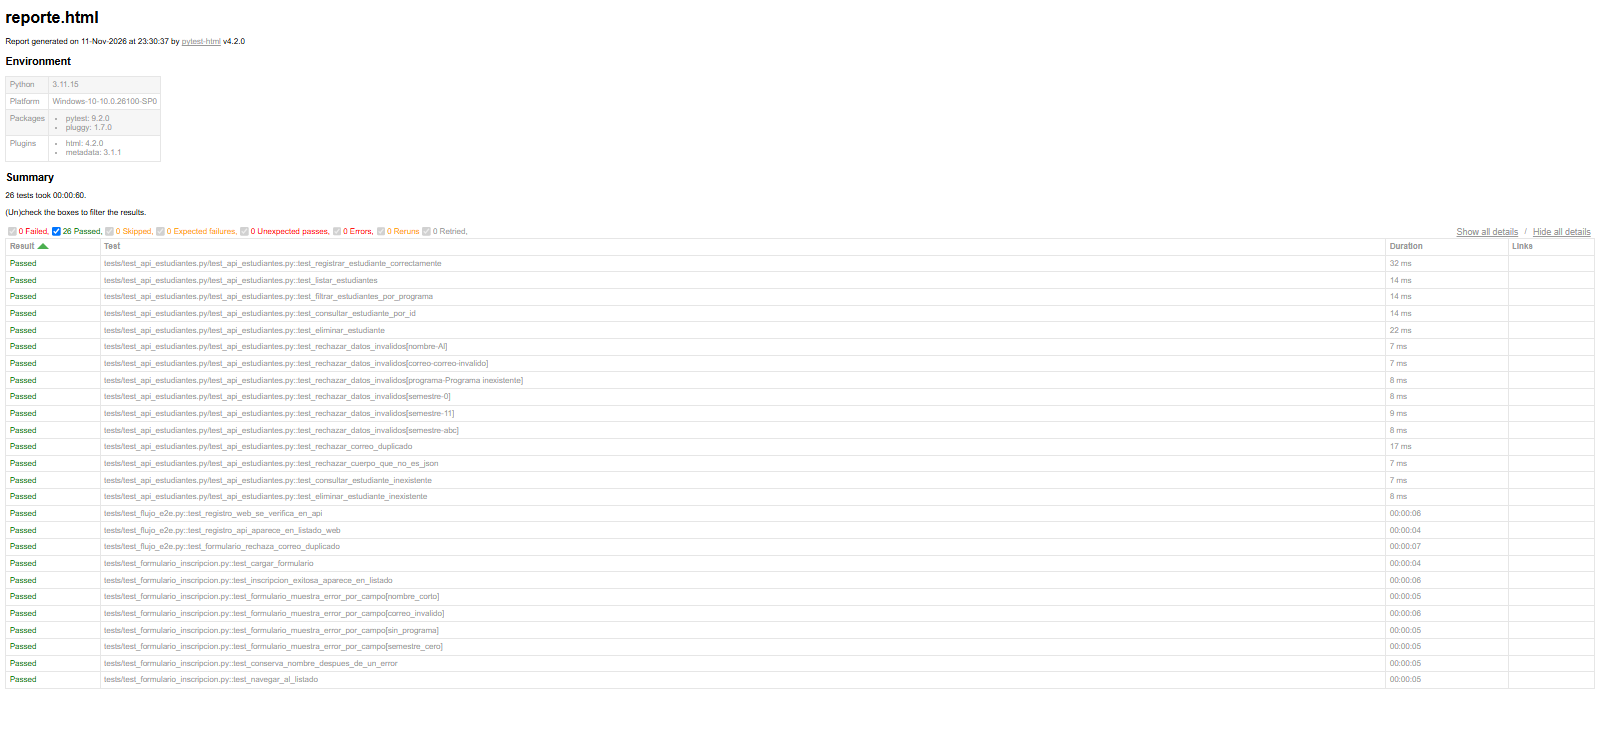 reporte.html
Report generated on 11-Nov-2026 at 23:30:37 by pytest-html v4.2.0
Environment
Python 3.11.15
Platform Windows-10-10.0.26100-SP0
Packages
• pytest: 9.2.0
• pluggy: 1.7.0
Plugins
• html: 4.2.0
• metadata: 3.1.1
Summary
26 tests took 00:00:60.
(Un)check the boxes to filter the results.
0 Failed, 26 Passed, 0 Skipped, 0 Expected failures, 0 Unexpected passes, 0 Errors, 0 Reruns 0 Retried, Show all details / Hide all details
Result Test Duration Links
Passed tests/test_api_estudiantes.py/test_api_estudiantes.py::test_registrar_estudiante_correctamente 32 ms
Passed tests/test_api_estudiantes.py/test_api_estudiantes.py::test_listar_estudiantes 14 ms
Passed tests/test_api_estudiantes.py/test_api_estudiantes.py::test_filtrar_estudiantes_por_programa 14 ms
Passed tests/test_api_estudiantes.py/test_api_estudiantes.py::test_consultar_estudiante_por_id 14 ms
Passed tests/test_api_estudiantes.py/test_api_estudiantes.py::test_eliminar_estudiante 22 ms
Passed tests/test_api_estudiantes.py/test_api_estudiantes.py::test_rechazar_datos_invalidos[nombre-Al] 7 ms
Passed tests/test_api_estudiantes.py/test_api_estudiantes.py::test_rechazar_datos_invalidos[correo-correo-invalido] 7 ms
Passed tests/test_api_estudiantes.py/test_api_estudiantes.py::test_rechazar_datos_invalidos[programa-Programa inexistente] 8 ms
Passed tests/test_api_estudiantes.py/test_api_estudiantes.py::test_rechazar_datos_invalidos[semestre-0] 8 ms
Passed tests/test_api_estudiantes.py/test_api_estudiantes.py::test_rechazar_datos_invalidos[semestre-11] 9 ms
Passed tests/test_api_estudiantes.py/test_api_estudiantes.py::test_rechazar_datos_invalidos[semestre-abc] 8 ms
Passed tests/test_api_estudiantes.py/test_api_estudiantes.py::test_rechazar_correo_duplicado 17 ms
Passed tests/test_api_estudiantes.py/test_api_estudiantes.py::test_rechazar_cuerpo_que_no_es_json 7 ms
Passed tests/test_api_estudiantes.py/test_api_estudiantes.py::test_consultar_estudiante_inexistente 7 ms
Passed tests/test_api_estudiantes.py/test_api_estudiantes.py::test_eliminar_estudiante_inexistente 8 ms
Passed tests/test_flujo_e2e.py::test_registro_web_se_verifica_en_api 00:00:06
Passed tests/test_flujo_e2e.py::test_registro_api_aparece_en_listado_web 00:00:04
Passed tests/test_flujo_e2e.py::test_formulario_rechaza_correo_duplicado 00:00:07
Passed tests/test_formulario_inscripcion.py::test_cargar_formulario 00:00:04
Passed tests/test_formulario_inscripcion.py::test_inscripcion_exitosa_aparece_en_listado 00:00:06
Passed tests/test_formulario_inscripcion.py::test_formulario_muestra_error_por_campo[nombre_corto] 00:00:05
Passed tests/test_formulario_inscripcion.py::test_formulario_muestra_error_por_campo[correo_invalido] 00:00:06
Passed tests/test_formulario_inscripcion.py::test_formulario_muestra_error_por_campo[sin_programa] 00:00:05
Passed tests/test_formulario_inscripcion.py::test_formulario_muestra_error_por_campo[semestre_cero] 00:00:05
Passed tests/test_formulario_inscripcion.py::test_conserva_nombre_despues_de_un_error 00:00:05
Passed tests/test_formulario_inscripcion.py::test_navegar_al_listado 00:00:05